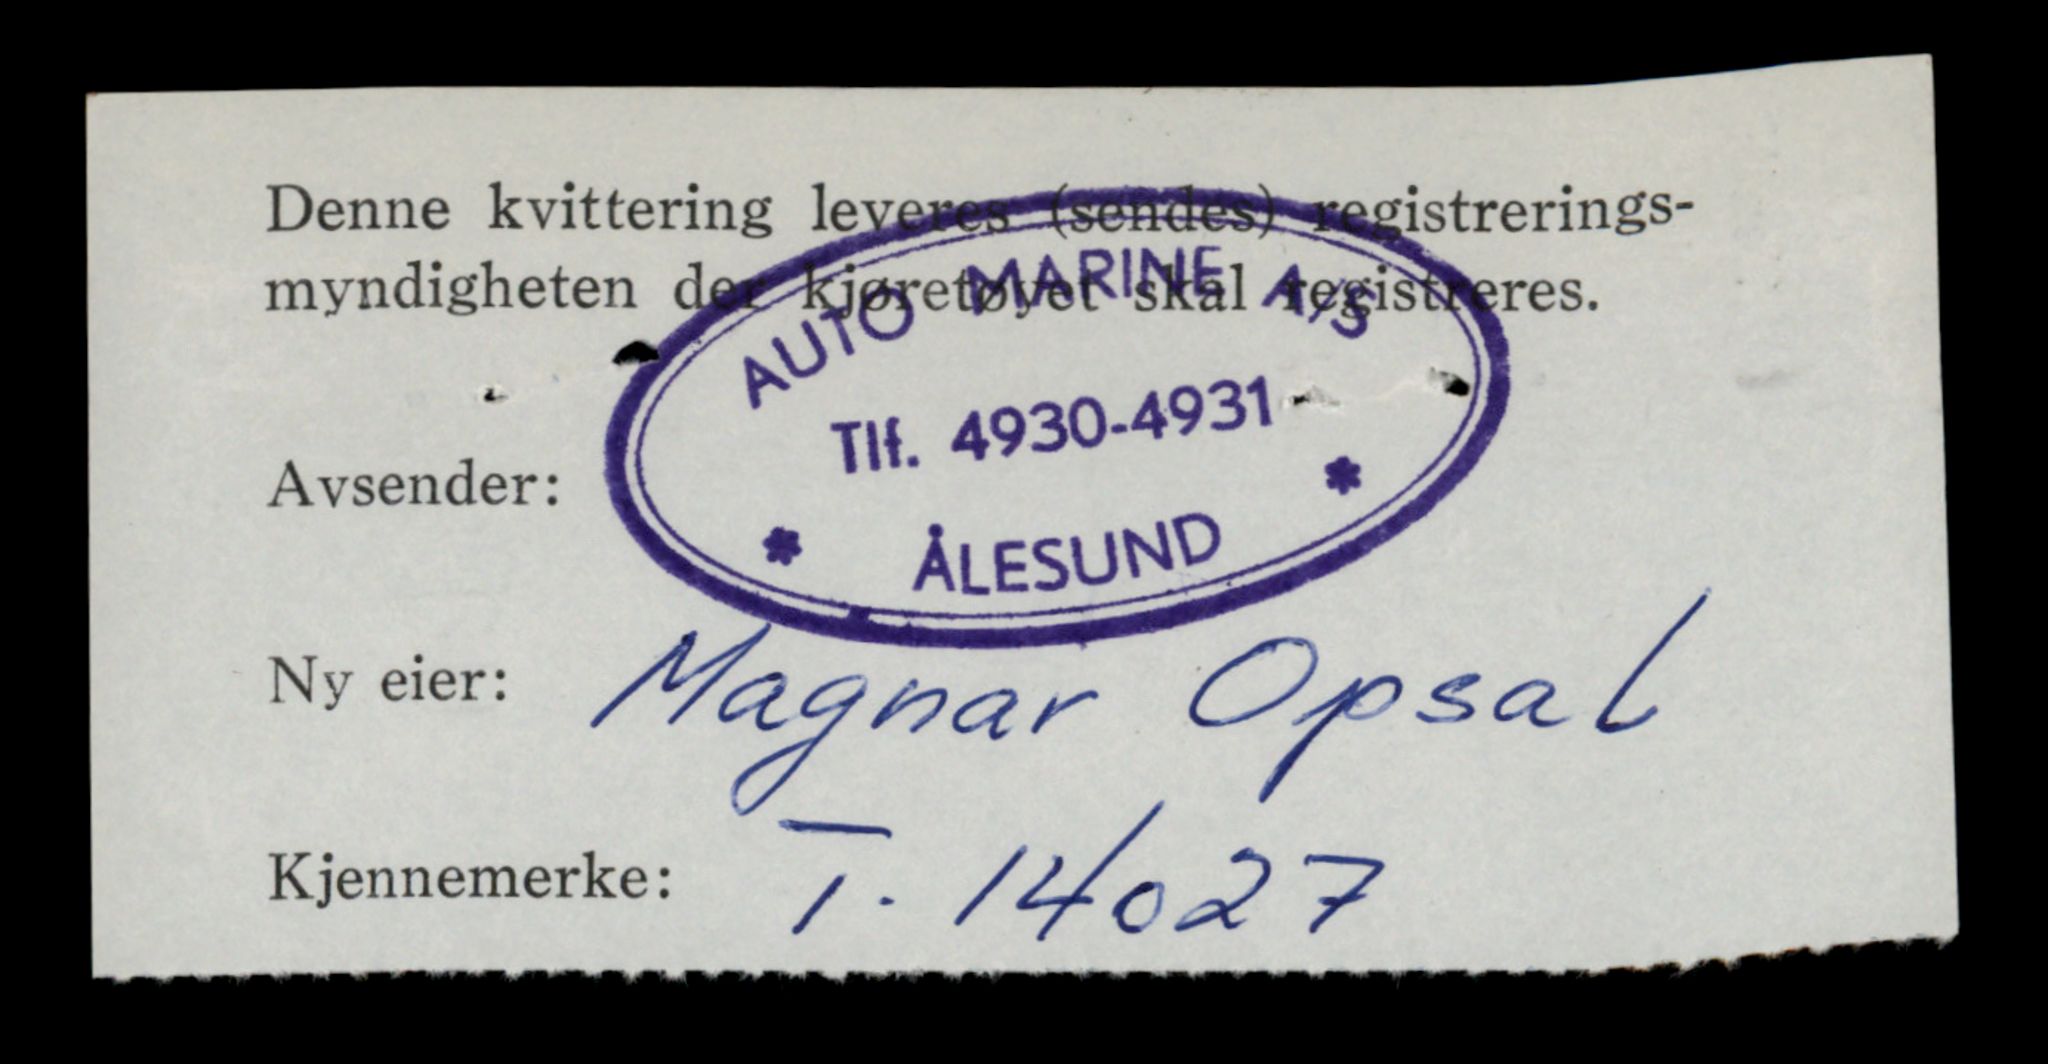 Denne kvittering leveres (sendes) registrerings-
myndigheten der kjøretøyet skal registreres.
AUTO MARINE A/S
Tlf. 4930-4931
Avsender:
* ÅLESUND *
Ny eier: Magnar Opsal
Kjennemerke: T. 14027